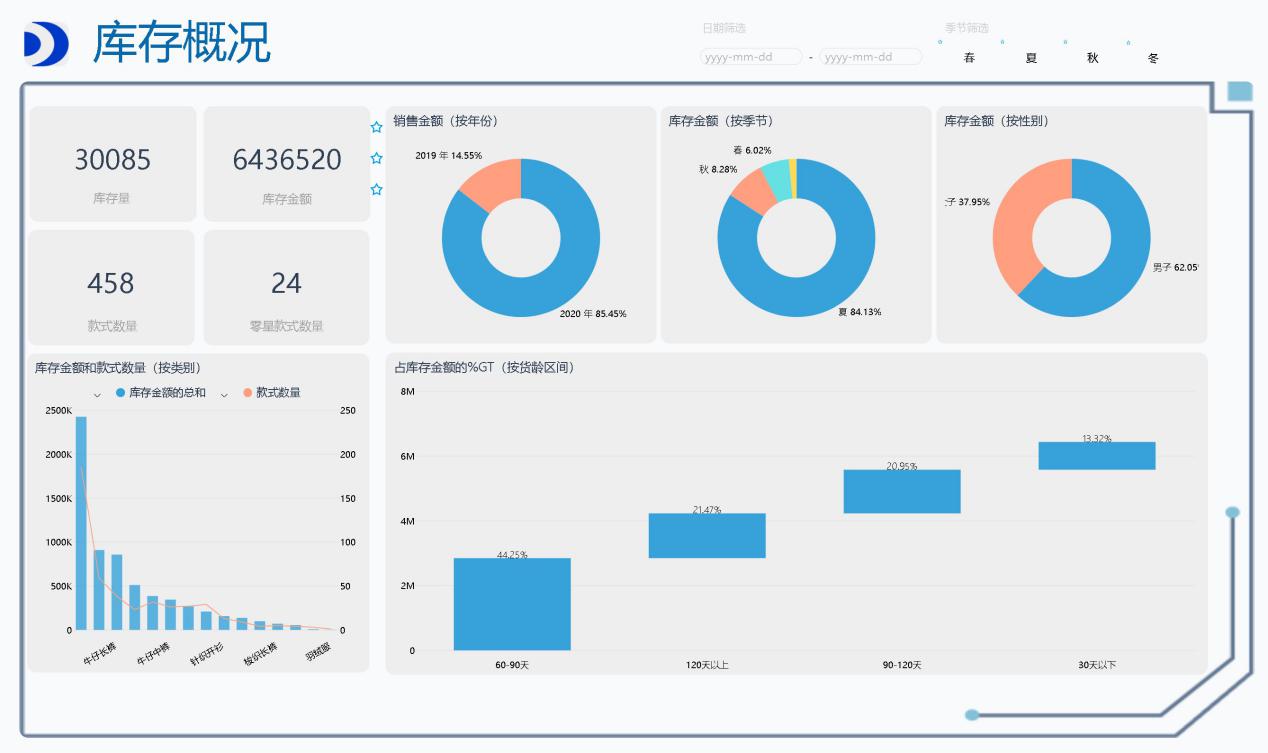 库存概况
日期筛选
yyyy-mm-dd - yyyy-mm-dd
季节筛选
春 夏 秋 冬
30085
库存量
6436520
库存金额
458
款式数量
24
零星款式数量
销售金额（按年份）
2019 年 14.55%
2020 年 85.45%
库存金额（按季节）
春 6.02%
秋 8.28%
夏 84.13%
库存金额（按性别）
子 37.95%
男子 62.05
库存金额和款式数量（按类别）
库存金额的总和 款式数量
2500K 250
2000K 200
1500K 150
1000K 100
500K 50
0 0
牛仔长裤 牛仔中裤 针织开衫 梭织长裤 羽绒服
占库存金额的%GT（按货龄区间）
8M
6M
4M
2M
0
44.25%
21.47%
20.95%
13.32%
60-90天 120天以上 90-120天 30天以下